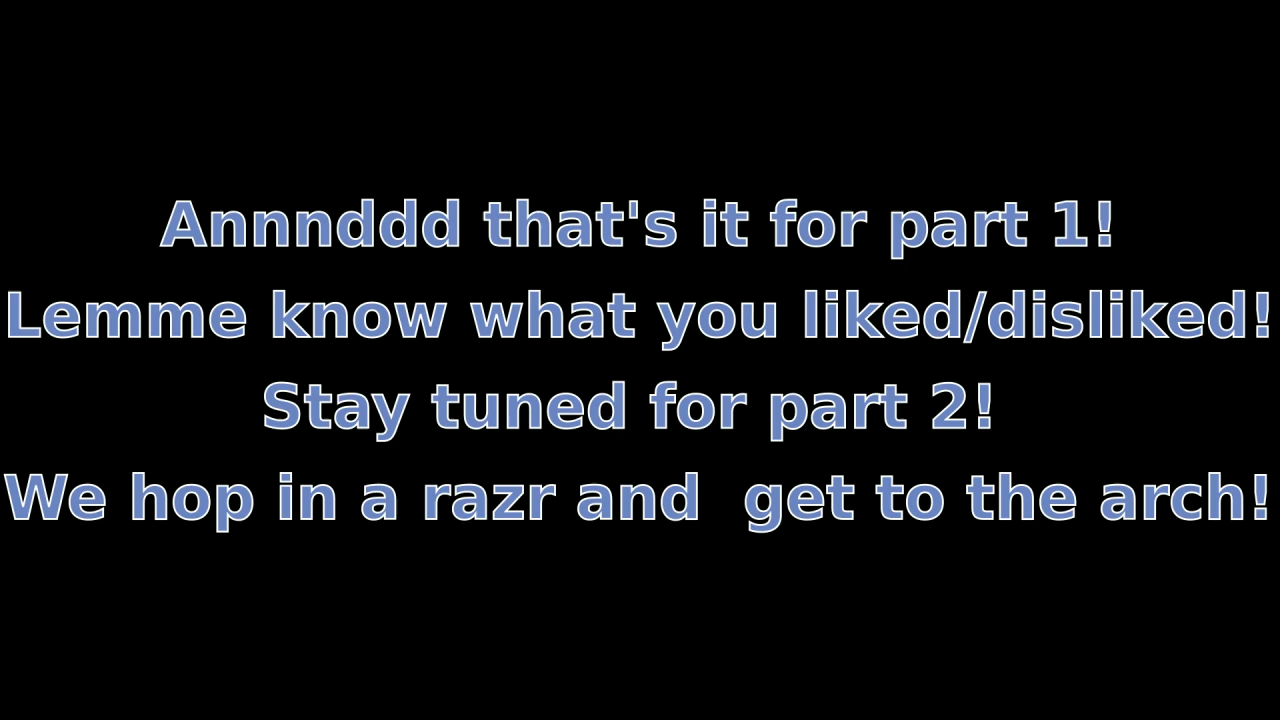 Annnddd that's it for part 1!
Lemme know what you liked/disliked!
Stay tuned for part 2!
We hop in a razr and  get to the arch!